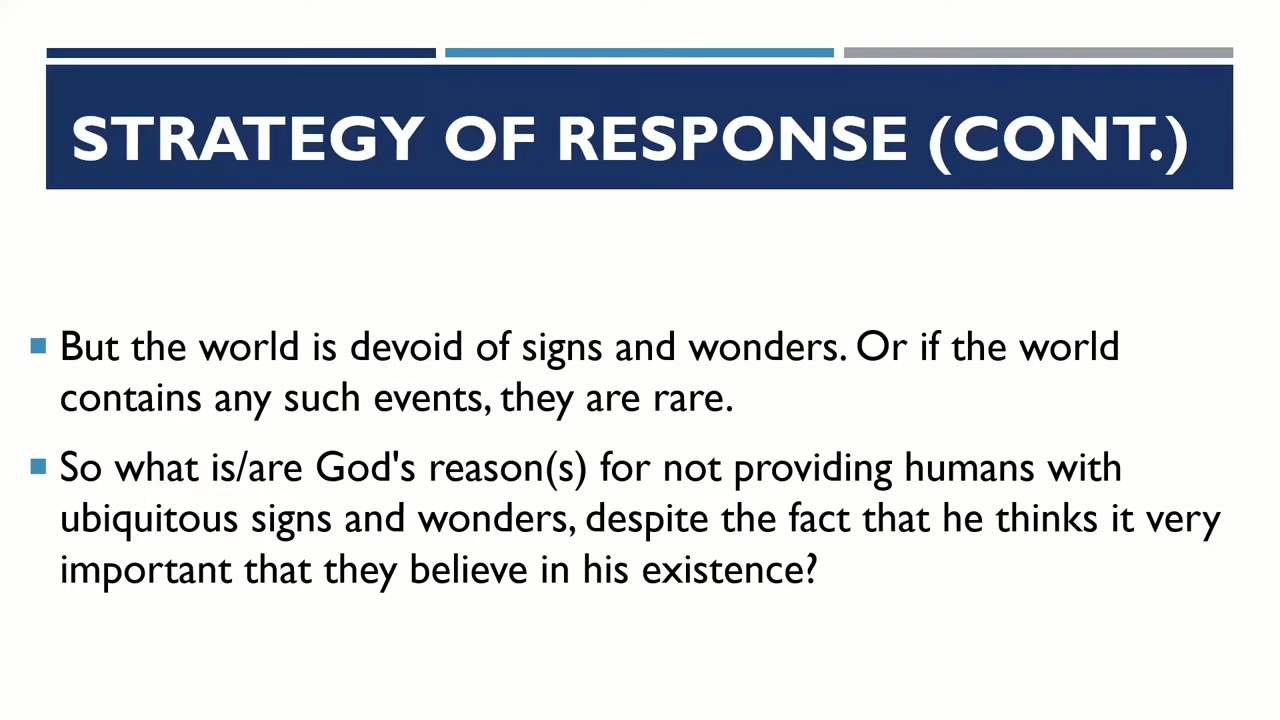 STRATEGY OF RESPONSE (CONT.)
But the world is devoid of signs and wonders. Or if the world
contains any such events, they are rare.
So what is/are God's reason(s) for not providing humans with
ubiquitous signs and wonders, despite the fact that he thinks it very
important that they believe in his existence?